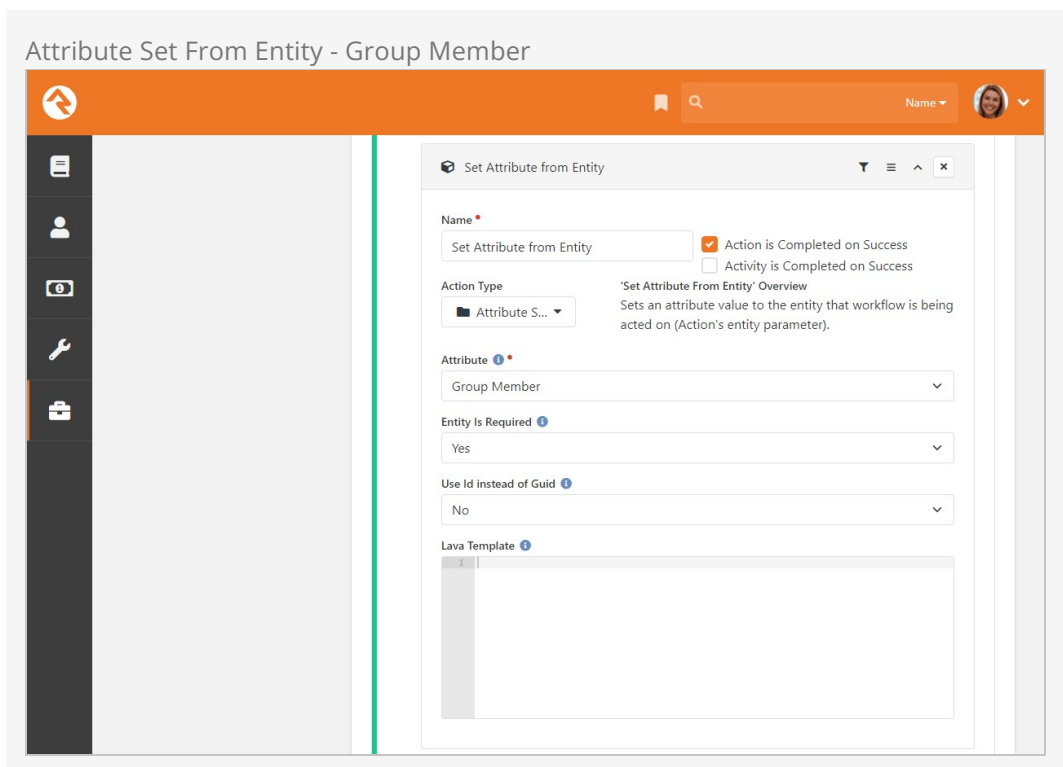 Attribute Set From Entity - Group Member
Name
Set Attribute from Entity
Name
Set Attribute from Entity
Action is Completed on Success
Activity is Completed on Success
Action Type
Attribute S...
'Set Attribute From Entity' Overview
Sets an attribute value to the entity that workflow is being
acted on (Action's entity parameter).
Attribute
Group Member
Entity Is Required
Yes
Use Id instead of Guid
No
Lava Template
1